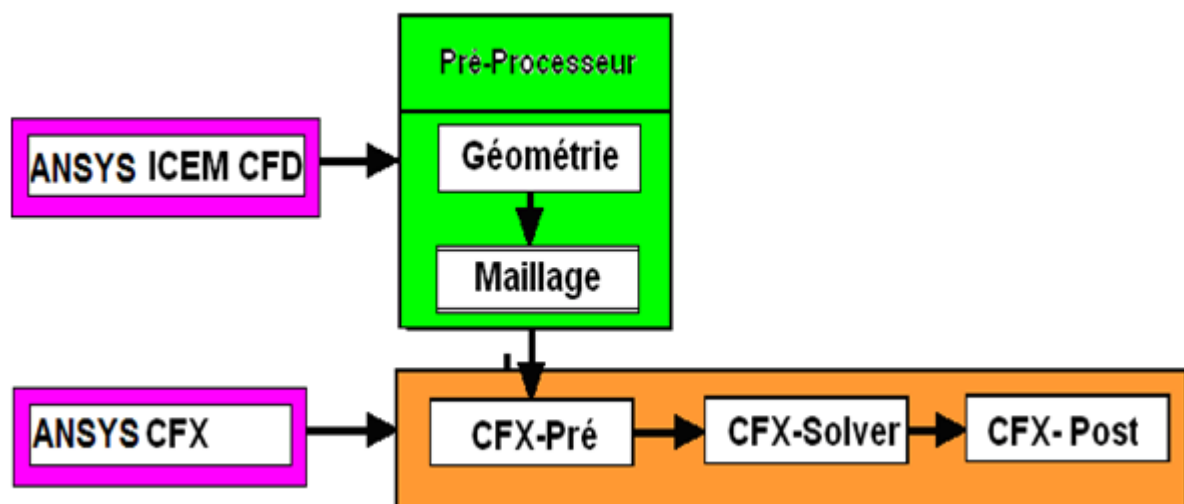 Pré-Processeur
ANSYS ICEM CFD
Géométrie
Maillage
ANSYS CFX
CFX-Pré
CFX-Solver
CFX- Post